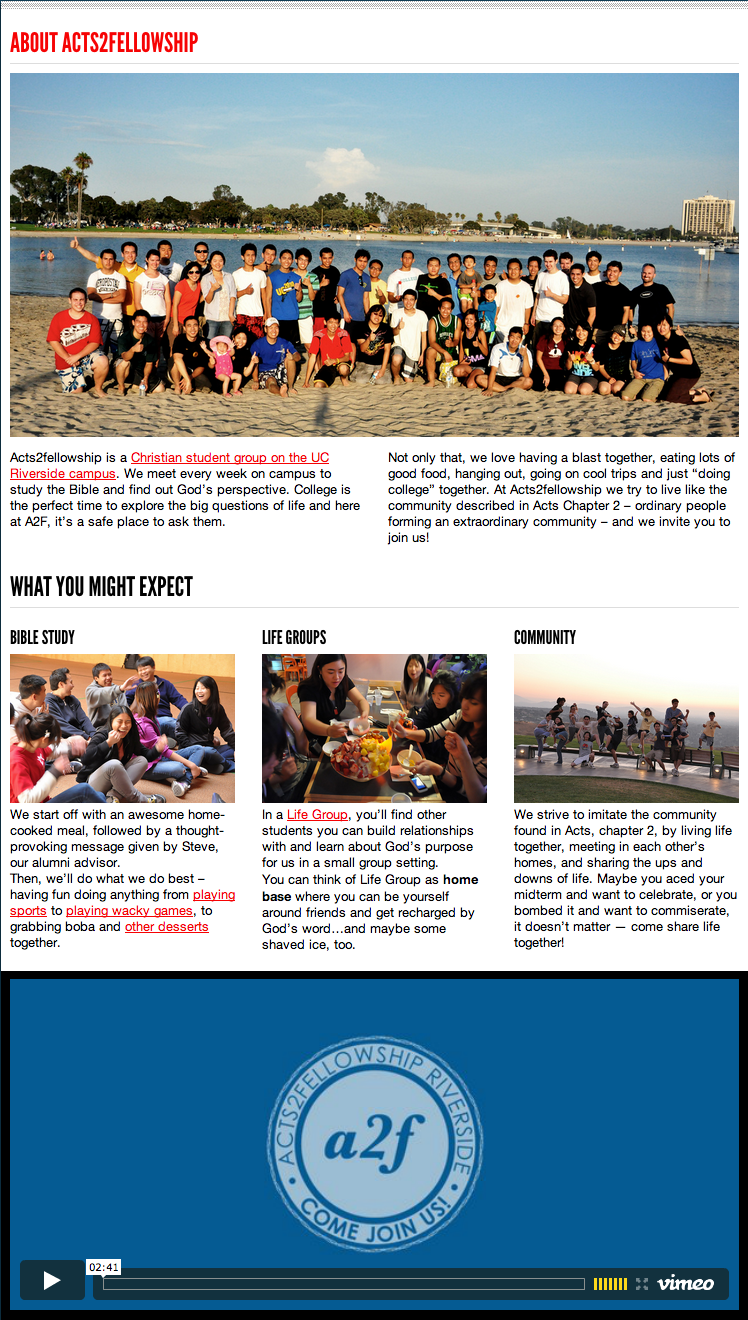 ABOUT ACTS2FELLOWSHIP
Acts2fellowship is a Christian student group on the UC
Riverside campus. We meet every week on campus to
study the Bible and find out God's perspective. College is
the perfect time to explore the big questions of life and here
at A2F, it's a safe place to ask them.
Not only that, we love having a blast together, eating lots of
good food, hanging out, going on cool trips and just “doing
college” together. At Acts2fellowship we try to live like the
community described in Acts Chapter 2 – ordinary people
forming an extraordinary community – and we invite you to
join us!
WHAT YOU MIGHT EXPECT
BIBLE STUDY
We start off with an awesome home-
cooked meal, followed by a thought-
provoking message given by Steve,
our alumni advisor.
Then, we'll do what we do best –
having fun doing anything from playing
sports to playing wacky games, to
grabbing boba and other desserts
together.
LIFE GROUPS
In a Life Group, you'll find other
students you can build relationships
with and learn about God's purpose
for us in a small group setting.
You can think of Life Group as home
base where you can be yourself
around friends and get recharged by
God's word…and maybe some
shaved ice, too.
COMMUNITY
We strive to imitate the community
found in Acts, chapter 2, by living life
together, meeting in each other's
homes, and sharing the ups and
downs of life. Maybe you aced your
midterm and want to celebrate, or you
bombed it and want to commiserate,
it doesn't matter — come share life
together!
ACTS2FELLOWSHIP RIVERSIDE
a2f
• COME JOIN US! •
02:41
vimeo